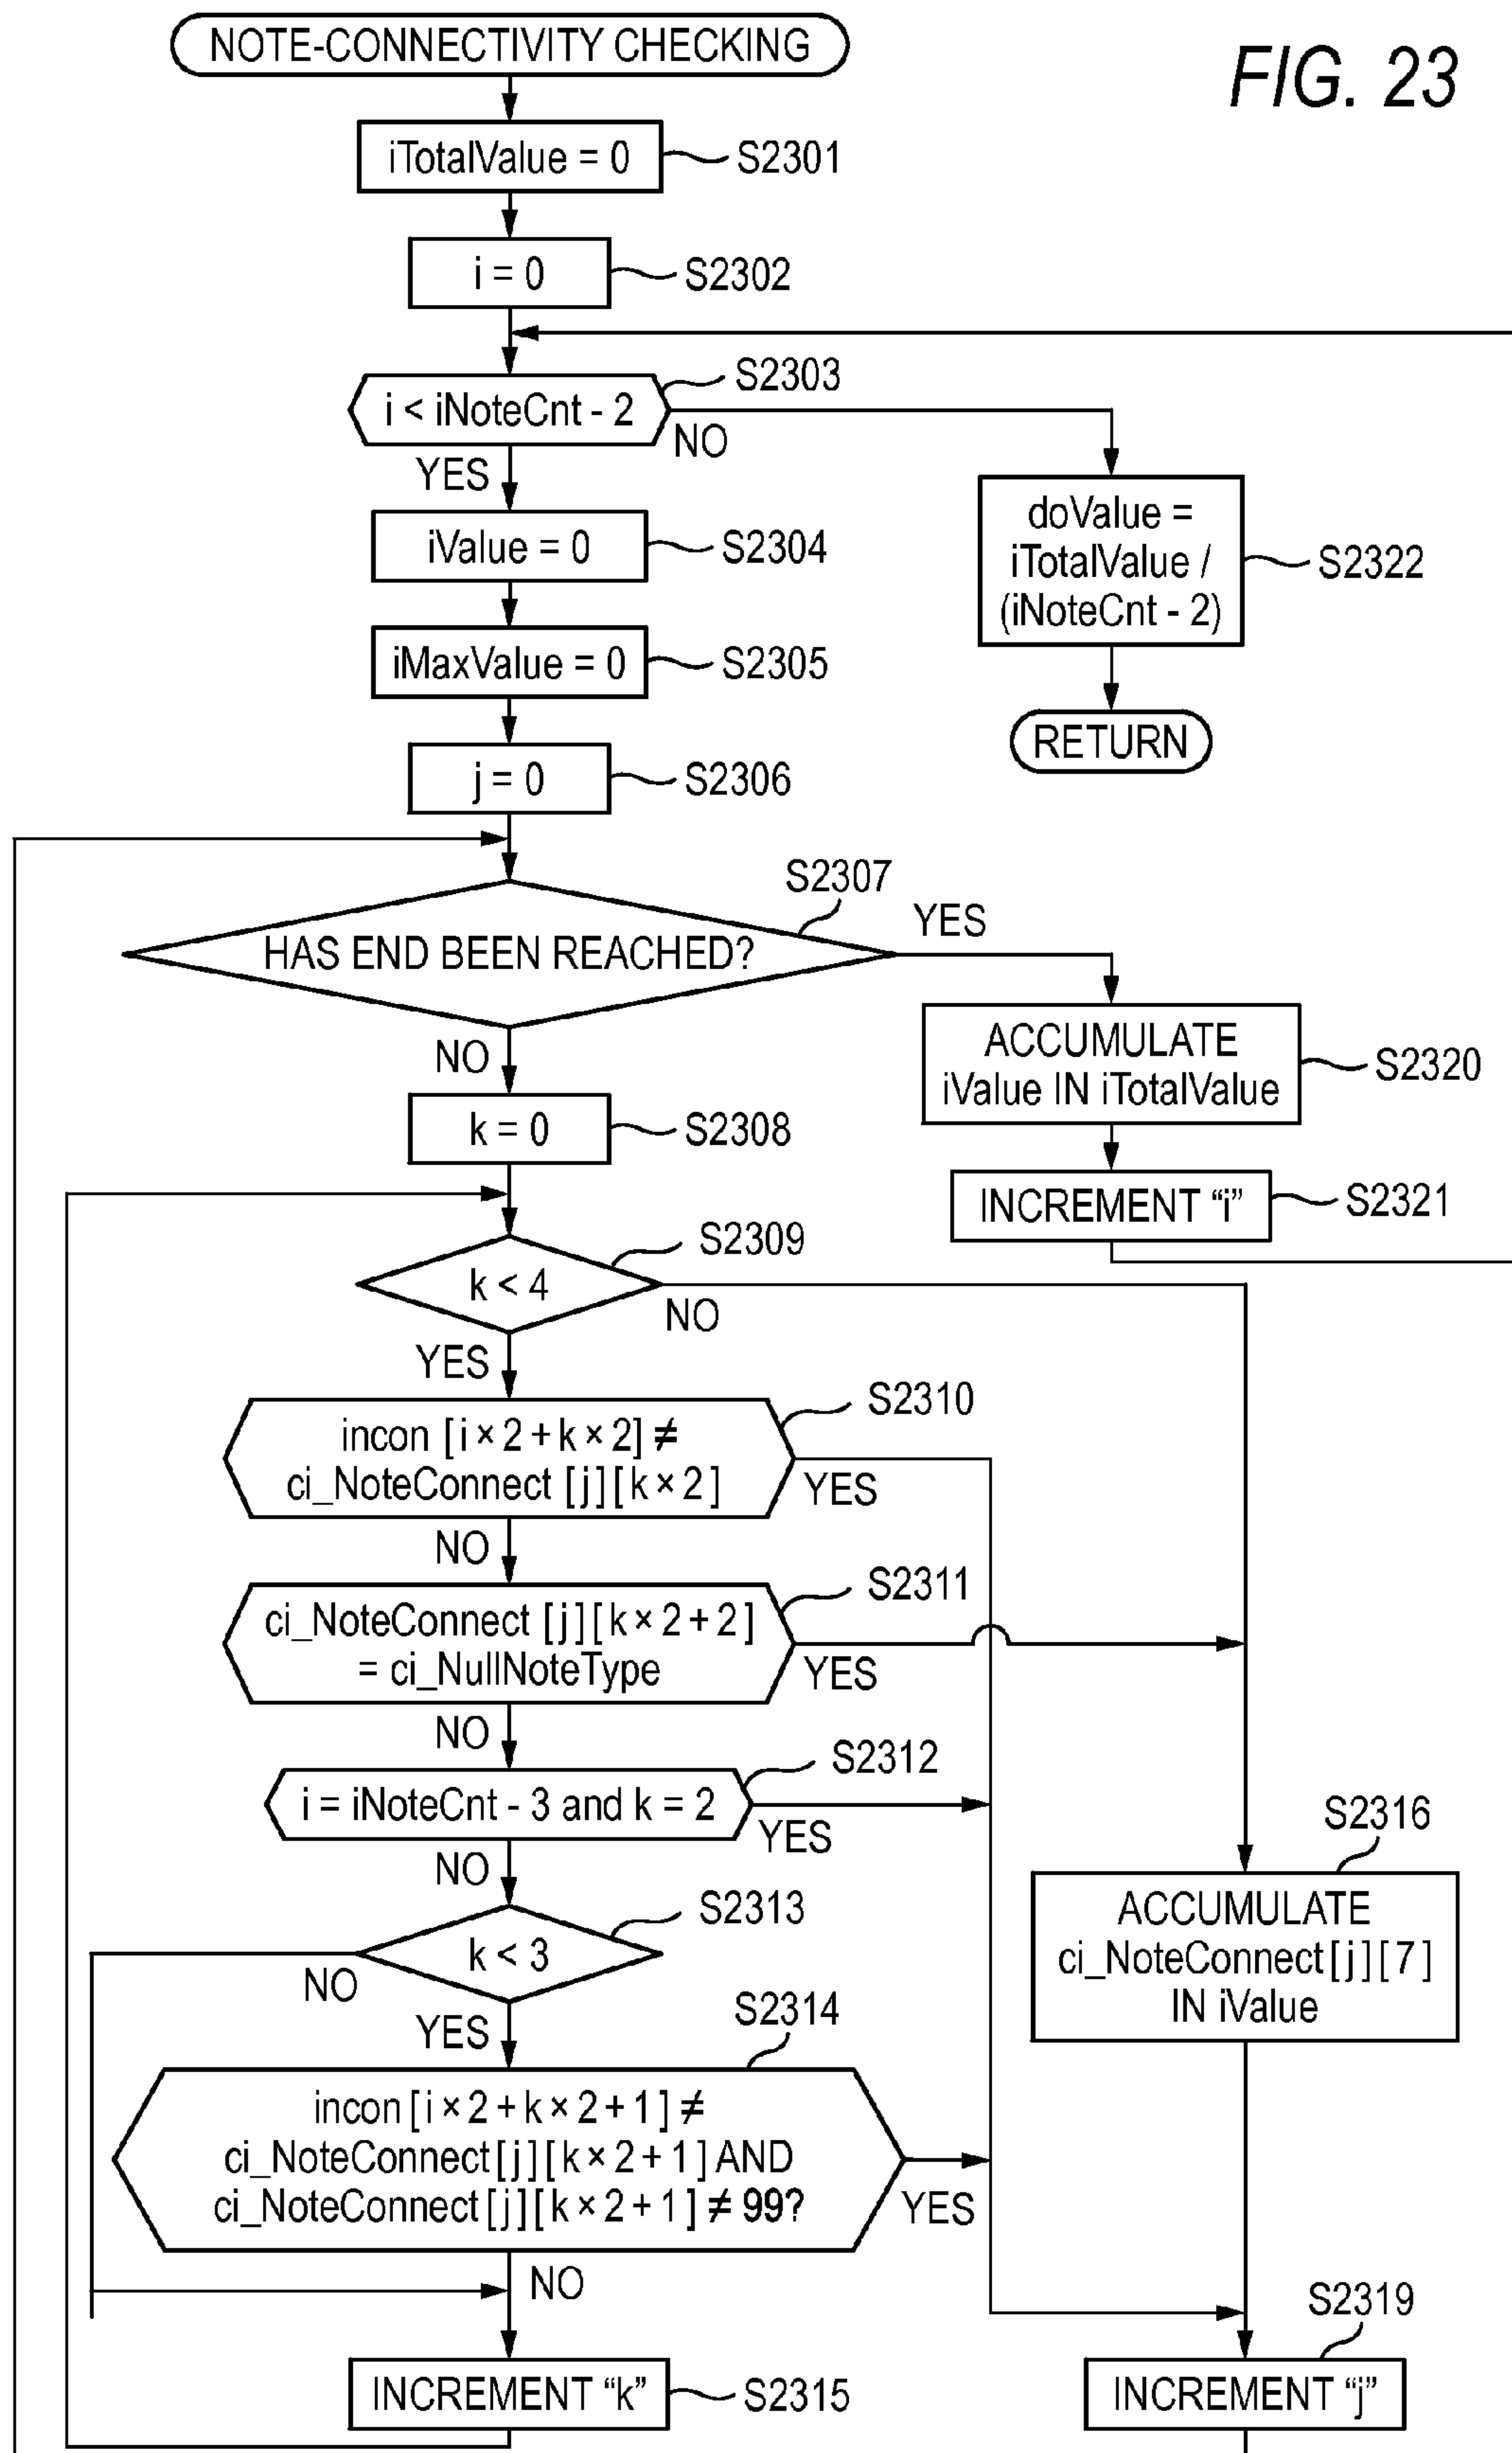 NOTE-CONNECTIVITY CHECKING
FIG. 23
iTotalValue = 0
S2301
i = 0
S2302
i < iNoteCnt - 2
S2303
NO
YES
iValue = 0
S2304
doValue =
iTotalValue /
(iNoteCnt - 2)
S2322
iMaxValue = 0
S2305
RETURN
j = 0
S2306
HAS END BEEN REACHED?
S2307
YES
NO
ACCUMULATE
iValue IN iTotalValue
S2320
k = 0
S2308
INCREMENT “i”
S2321
k < 4
S2309
NO
YES
incon [i × 2 + k × 2] ≠
ci_NoteConnect [j] [k × 2]
S2310
YES
NO
ci_NoteConnect [j] [k × 2 + 2]
= ci_NullNoteType
S2311
YES
NO
i = iNoteCnt - 3 and k = 2
S2312
YES
NO
k < 3
S2313
NO
YES
S2316
ACCUMULATE
ci_NoteConnect [j] [7]
IN iValue
S2314
incon [i × 2 + k × 2 + 1] ≠
ci_NoteConnect [j] [k × 2 + 1] AND
ci_NoteConnect [j] [k × 2 + 1] ≠ 99?
YES
NO
INCREMENT “k”
S2315
S2319
INCREMENT “j”